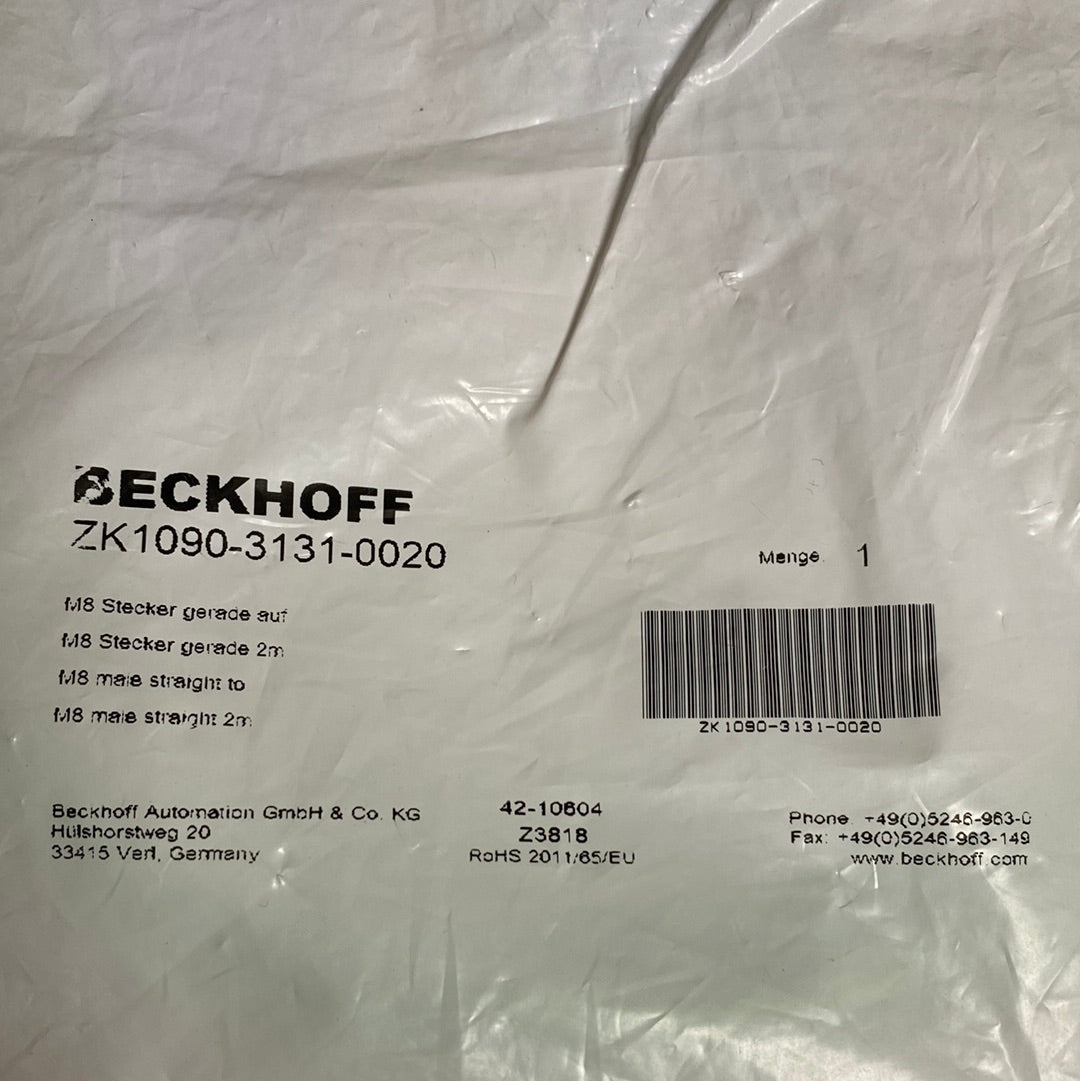 BECKHOFF
ZK1090-3131-0020
Menge: 1
M8 Stecker gerade auf
M8 Stecker gerade 2m
M8 male straight to
M8 male straight 2m
ZK1090-3131-0020
Beckhoff Automation GmbH & Co. KG
Hülshorstweg 20
33415 Verl, Germany
42-10604
Z3818
RoHS 2011/65/EU
Phone: +49(0)5246-963-0
Fax: +49(0)5246-963-149
www.beckhoff.com